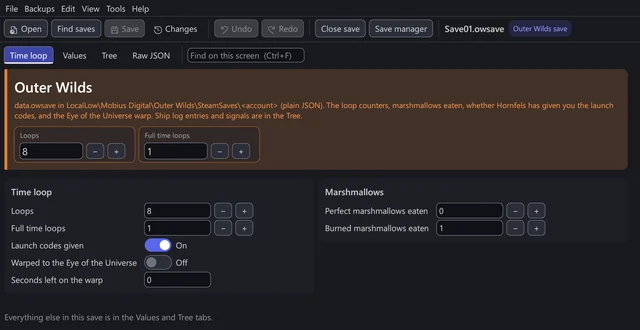 File Backups Edit View Tools Help
Open Find saves Save Changes Undo Redo Close save Save manager Save01.owsave Outer Wilds save
Time loop Values Tree Raw JSON Find on this screen (Ctrl+F)
Outer Wilds
data.owsave in LocalLow\Mobius Digital\Outer Wilds\SteamSaves\<account> (plain JSON). The loop counters, marshmallows eaten, whether Hornfels has given you the launch
codes, and the Eye of the Universe warp. Ship log entries and signals are in the Tree.
Loops Full time loops
8 − + 1 − +
Time loop
Loops 8 − +
Full time loops 1 − +
Launch codes given On
Warped to the Eye of the Universe Off
Seconds left on the warp 0
Marshmallows
Perfect marshmallows eaten 0 − +
Burned marshmallows eaten 1 − +
Everything else in this save is in the Values and Tree tabs.